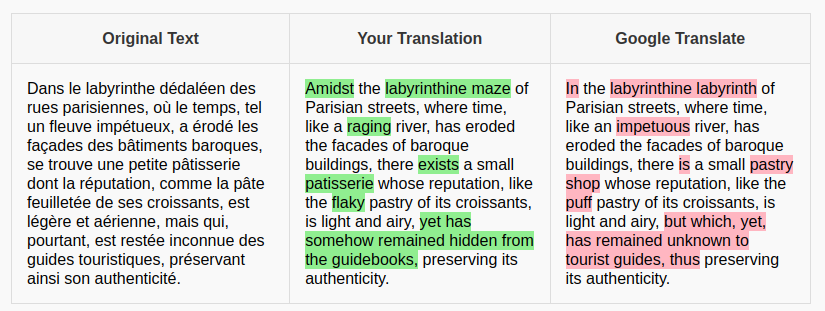 Original Text
Your Translation
Google Translate
Dans le labyrinthe dédaléen des
rues parisiennes, où le temps, tel
un fleuve impétueux, a érodé les
façades des bâtiments baroques,
se trouve une petite pâtisserie
dont la réputation, comme la pâte
feuilletée de ses croissants, est
légère et aérienne, mais qui,
pourtant, est restée inconnue des
guides touristiques, préservant
ainsi son authenticité.
Amidst the labyrinthine maze of
Parisian streets, where time,
like a raging river, has eroded
the facades of baroque
buildings, there exists a small
patisserie whose reputation, like
the flaky pastry of its croissants,
is light and airy, yet has
somehow remained hidden from
the guidebooks, preserving its
authenticity.
In the labyrinthine labyrinth of
Parisian streets, where time,
like an impetuous river, has
eroded the facades of baroque
buildings, there is a small pastry
shop whose reputation, like the
puff pastry of its croissants, is
light and airy, but which, yet,
has remained unknown to
tourist guides, thus preserving
its authenticity.